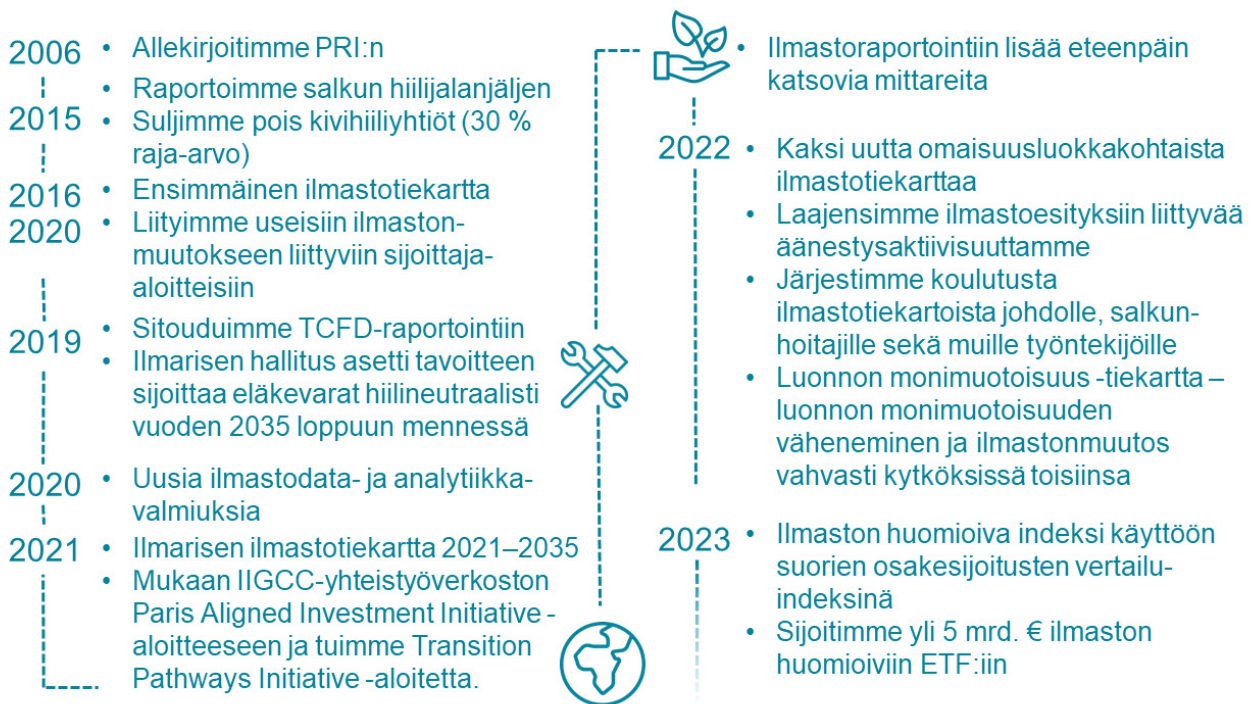 2006
• Allekirjoitimme PRI:n
• Raportoimme salkun hiilijalanjäljen
2015
• Suljimme pois kivihiiliyhtiöt (30 %
raja-arvo)
2016
• Ensimmäinen ilmastotiekartta
2020
• Liityimme useisiin ilmaston-
muutokseen liittyviin sijoittaja-
aloitteisiin
2019
• Sitouduimme TCFD-raportointiin
• Ilmarisen hallitus asetti tavoitteen
sijoittaa eläkevarat hiilineutraalisti
vuoden 2035 loppuun mennessä
2020
• Uusia ilmastodata- ja analytiikka-
valmiuksia
2021
• Ilmarisen ilmastotiekartta 2021–2035
• Mukaan IIGCC-yhteistyöverkoston
Paris Aligned Investment Initiative -
aloitteeseen ja tuimme Transition
Pathways Initiative -aloitetta.
• Ilmastoraportointiin lisää eteenpäin
katsovia mittareita
2022
• Kaksi uutta omaisuusluokkakohtaista
ilmastotiekarttaa
• Laajensimme ilmastoesityksiin liittyvää
äänestysaktiivisuuttamme
• Järjestimme koulutusta
ilmastotiekartoista johdolle, salkun-
hoitajille sekä muille työntekijöille
• Luonnon monimuotoisuus -tiekartta –
luonnon monimuotoisuuden
väheneminen ja ilmastonmuutos
vahvasti kytköksissä toisiinsa
2023
• Ilmaston huomioiva indeksi käyttöön
suorien osakesijoitusten vertailu-
indeksinä
• Sijoitimme yli 5 mrd. € ilmaston
huomioiviin ETF:iin